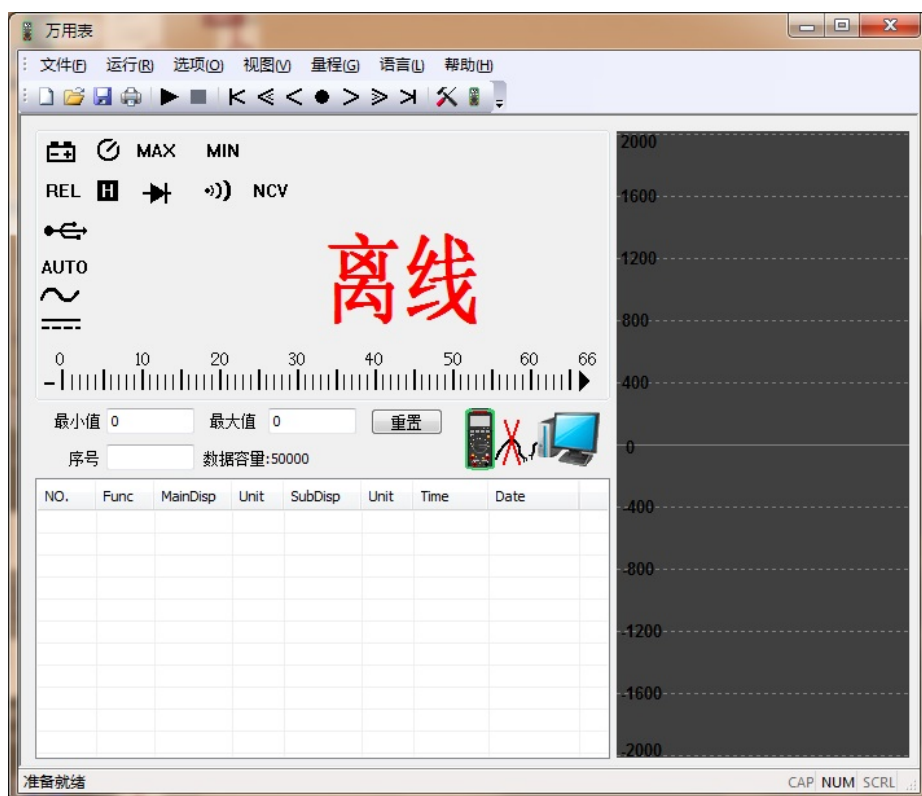 万用表
文件(F) 运行(R) 选项(O) 视图(V) 量程(G) 语言(L) 帮助(H)
MAX MIN
REL H NCV
AUTO
离线
0 10 20 30 40 50 60 66
最小值 0 最大值 0 重置
序号 数据容量:50000
NO. Func MainDisp Unit SubDisp Unit Time Date
2000
1600
1200
800
400
0
-400
-800
-1200
-1600
-2000
准备就绪 CAP NUM SCRL